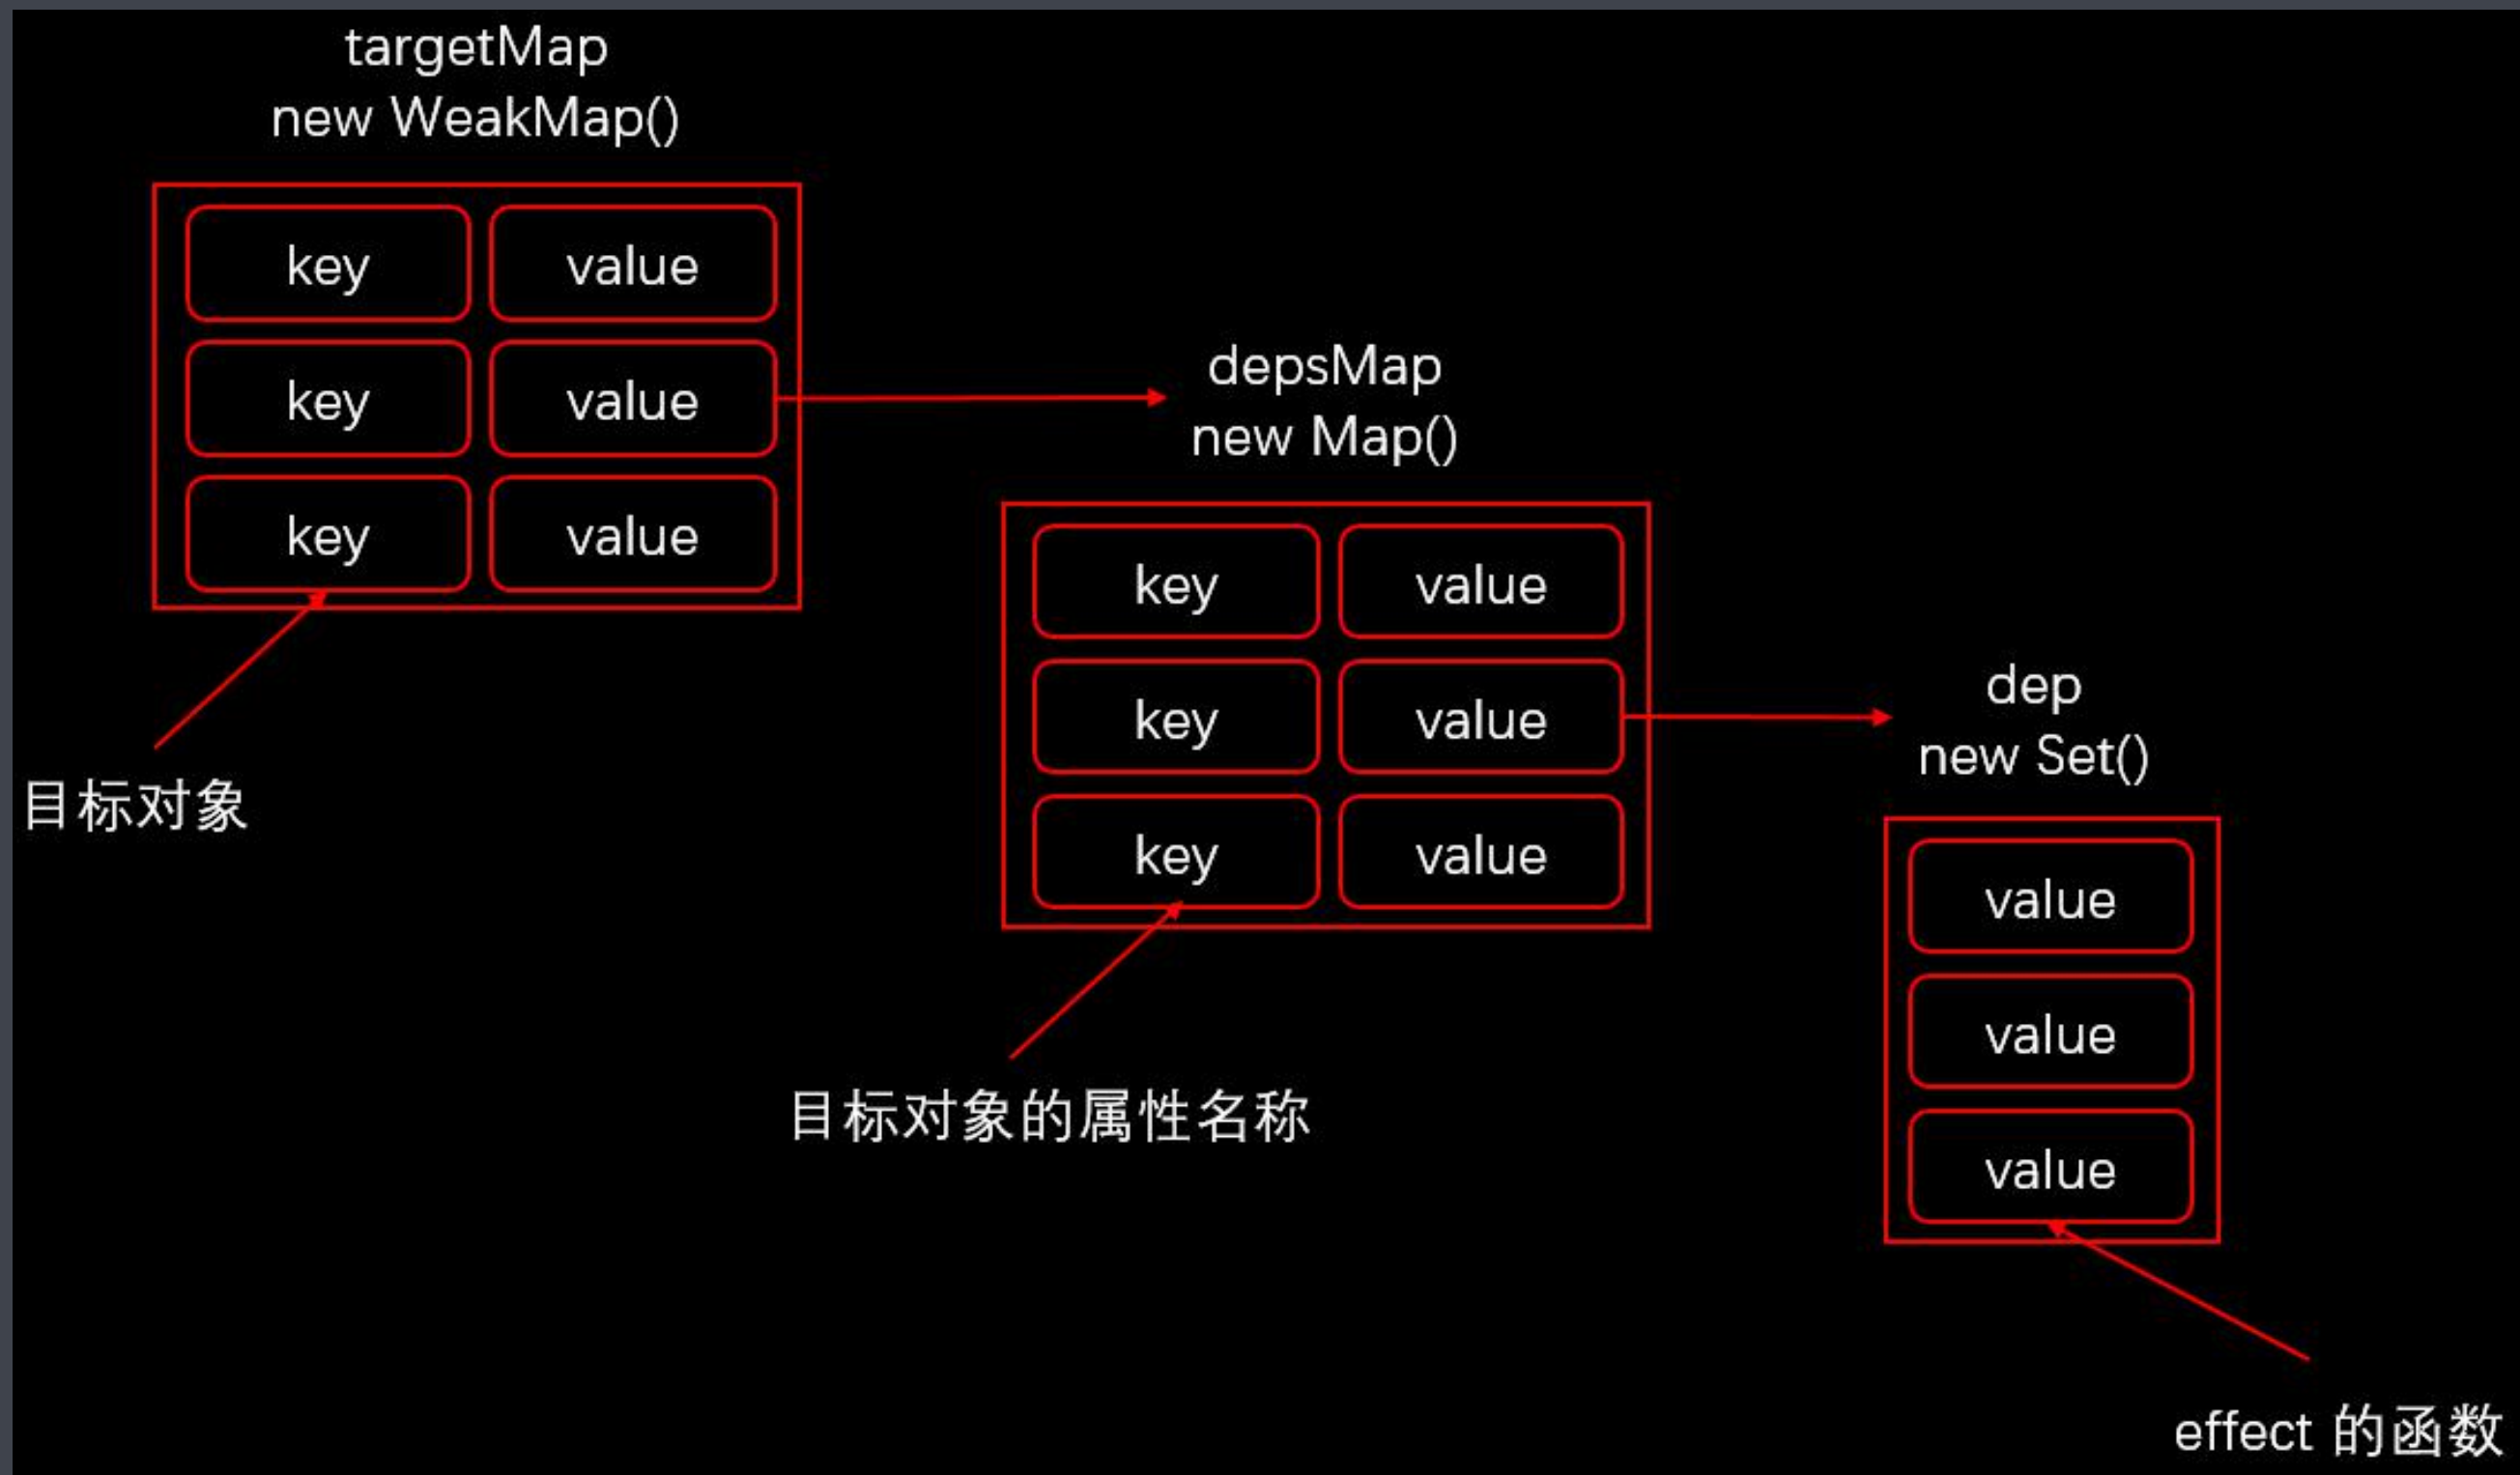 targetMap
new WeakMap()
key value
key value
key value
目标对象
depsMap
new Map()
key value
key value
key value
目标对象的属性名称
dep
new Set()
value
value
value
effect 的函数